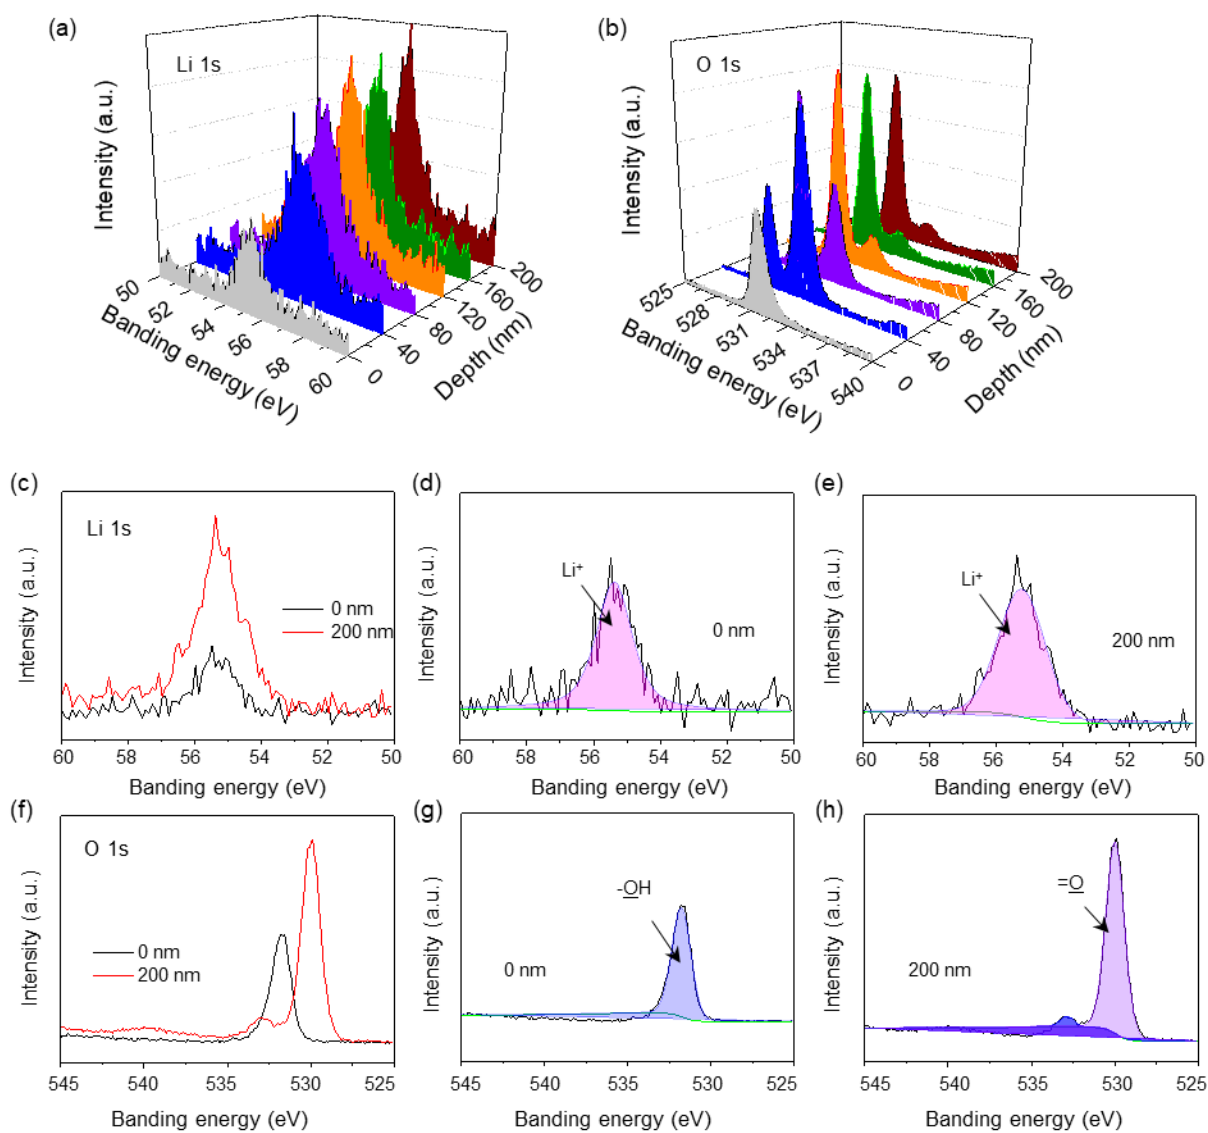 (a)
Li 1s
Intensity (a.u.)
50
52
54
56
58
60
Banding energy (eV)
0
40
80
120
160
200
Depth (nm)
(b)
O 1s
Intensity (a.u.)
525
528
531
534
537
540
Banding energy (eV)
0
40
80
120
160
200
Depth (nm)
(c)
Li 1s
0 nm
200 nm
Intensity (a.u.)
60 58 56 54 52 50
Banding energy (eV)
(d)
Li⁺
0 nm
Intensity (a.u.)
60 58 56 54 52 50
Banding energy (eV)
(e)
Li⁺
200 nm
Intensity (a.u.)
60 58 56 54 52 50
Banding energy (eV)
(f)
O 1s
0 nm
200 nm
Intensity (a.u.)
545 540 535 530 525
Banding energy (eV)
(g)
-OH
0 nm
Intensity (a.u.)
545 540 535 530 525
Banding energy (eV)
(h)
=O
200 nm
Intensity (a.u.)
545 540 535 530 525
Banding energy (eV)